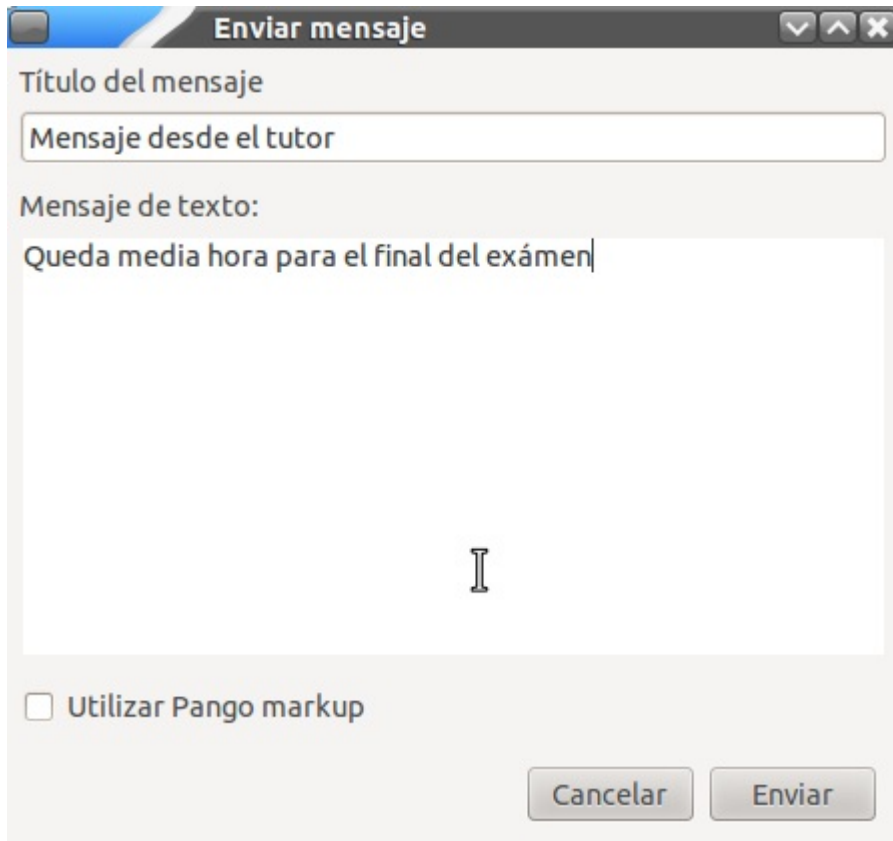 Enviar mensaje
Título del mensaje
Mensaje desde el tutor
Mensaje de texto:
Queda media hora para el final del exámen
Utilizar Pango markup
Cancelar Enviar